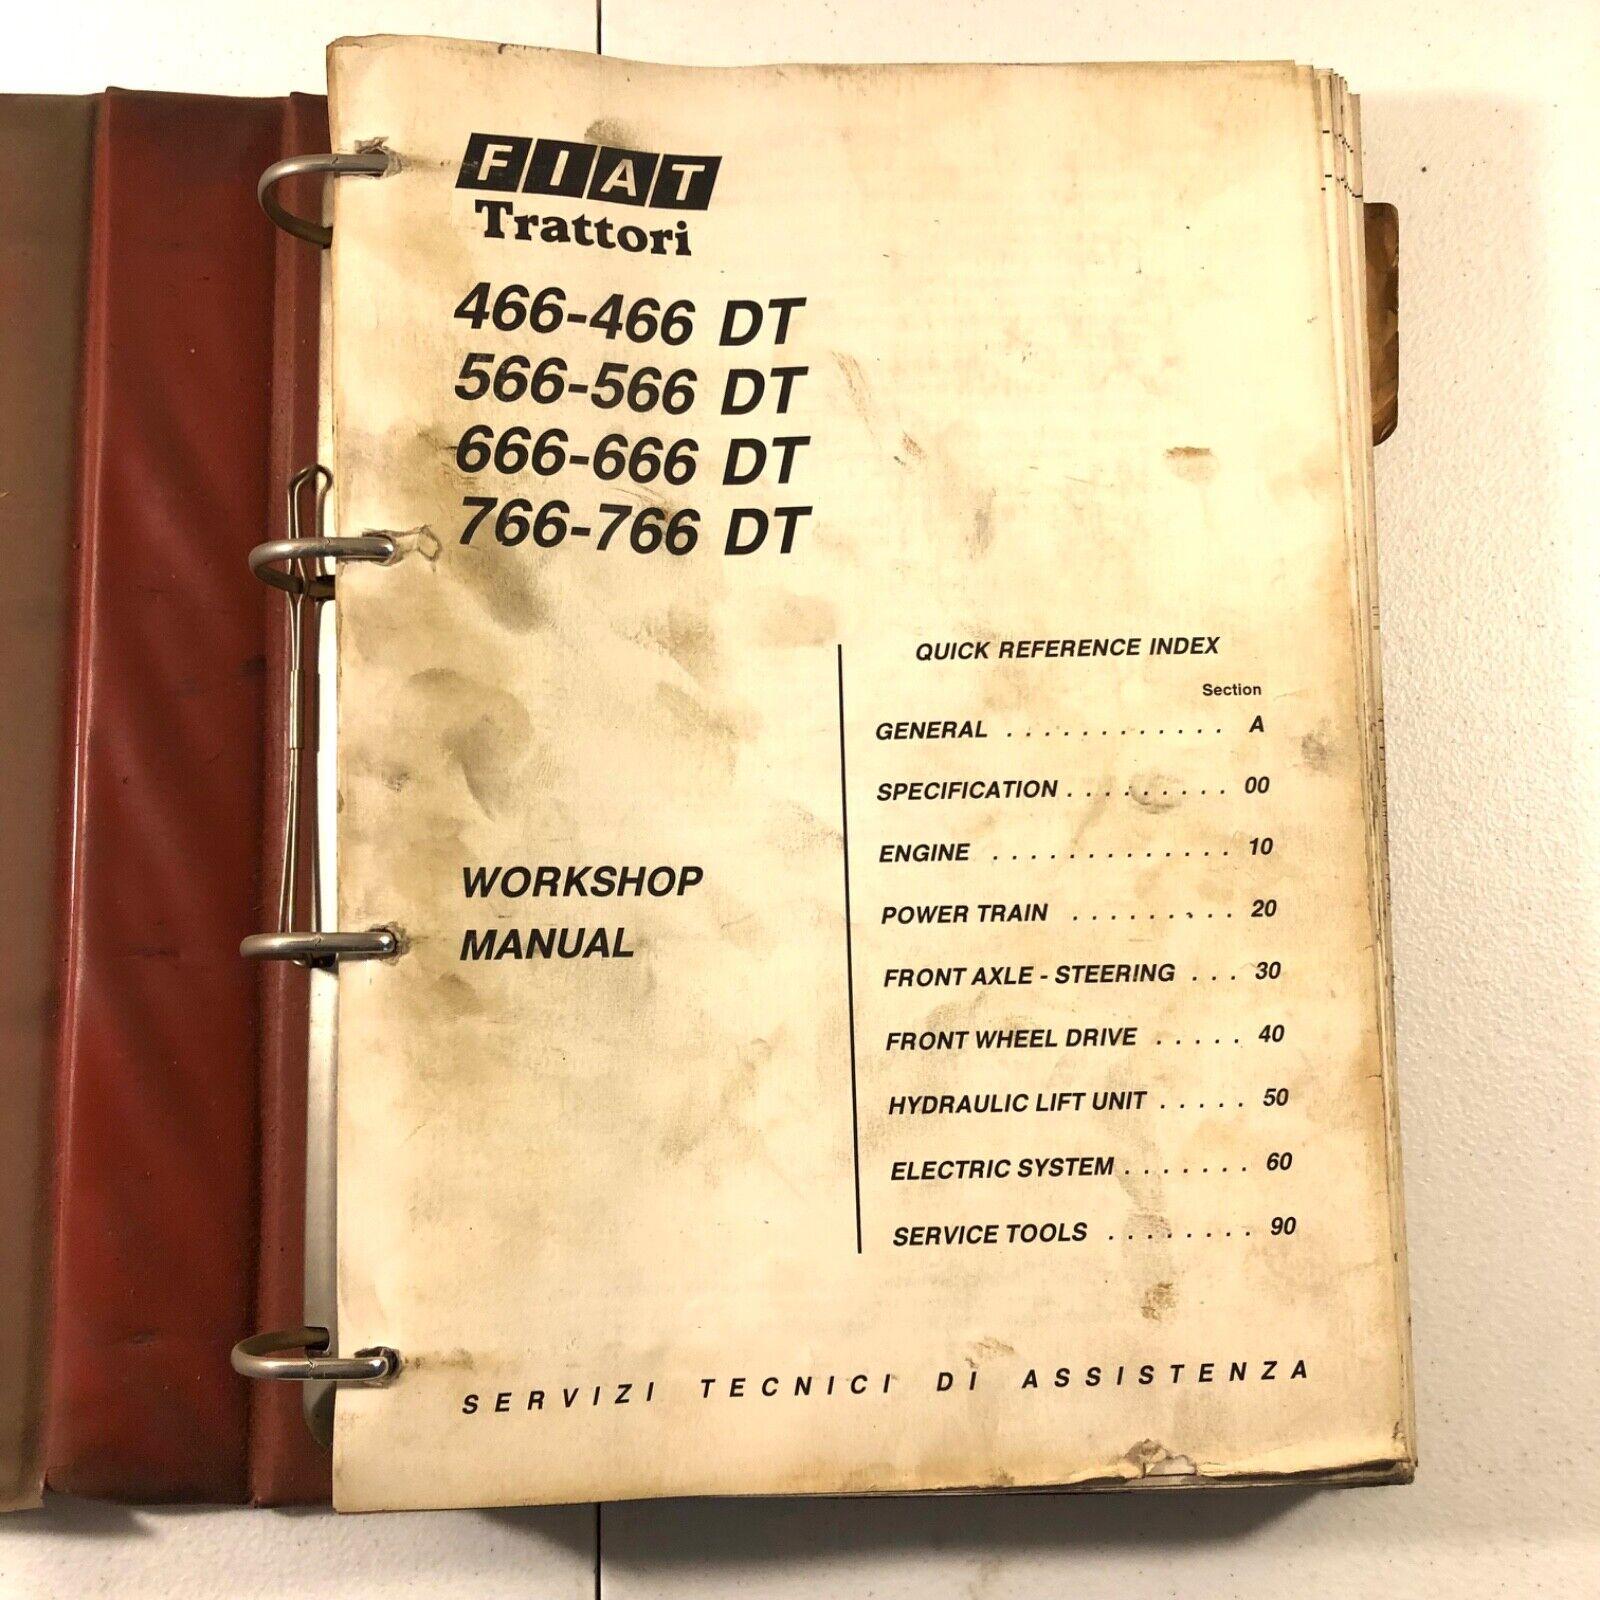 FIAT
Trattori
466-466 DT
566-566 DT
666-666 DT
766-766 DT
WORKSHOP
MANUAL
QUICK REFERENCE INDEX
Section
GENERAL . . . . . . . . . . . . A
SPECIFICATION . . . . . . . . . 00
ENGINE . . . . . . . . . . . . . 10
POWER TRAIN . . . . . . . . . 20
FRONT AXLE - STEERING . . . 30
FRONT WHEEL DRIVE . . . . . 40
HYDRAULIC LIFT UNIT . . . . . 50
ELECTRIC SYSTEM . . . . . . . 60
SERVICE TOOLS . . . . . . . . 90
SERVIZI TECNICI DI ASSISTENZA